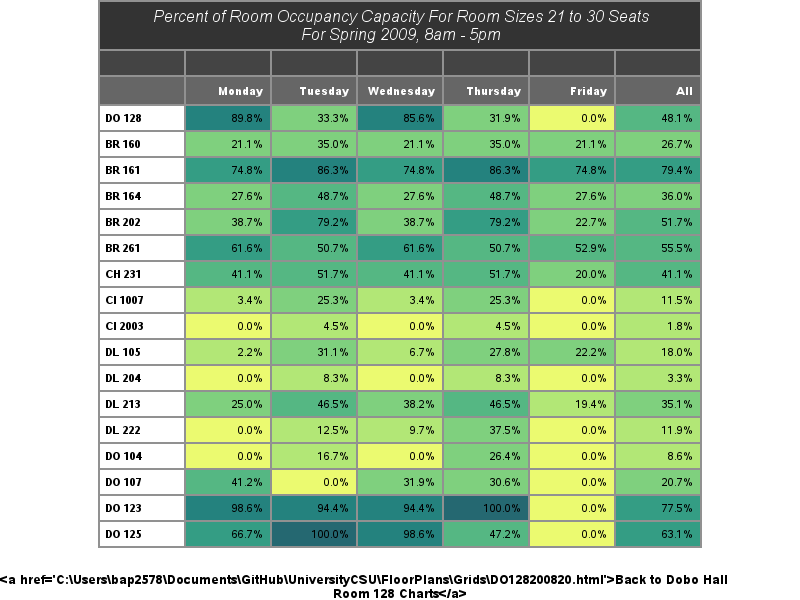 Percent of Room Occupancy Capacity For Room Sizes 21 to 30 Seats
For Spring 2009, 8am - 5pm
Monday Tuesday Wednesday Thursday Friday All
DO 128 89.8% 33.3% 85.6% 31.9% 0.0% 48.1%
BR 160 21.1% 35.0% 21.1% 35.0% 21.1% 26.7%
BR 161 74.8% 86.3% 74.8% 86.3% 74.8% 79.4%
BR 164 27.6% 48.7% 27.6% 48.7% 27.6% 36.0%
BR 202 38.7% 79.2% 38.7% 79.2% 22.7% 51.7%
BR 261 61.6% 50.7% 61.6% 50.7% 52.9% 55.5%
CH 231 41.1% 51.7% 41.1% 51.7% 20.0% 41.1%
CI 1007 3.4% 25.3% 3.4% 25.3% 0.0% 11.5%
CI 2003 0.0% 4.5% 0.0% 4.5% 0.0% 1.8%
DL 105 2.2% 31.1% 6.7% 27.8% 22.2% 18.0%
DL 204 0.0% 8.3% 0.0% 8.3% 0.0% 3.3%
DL 213 25.0% 46.5% 38.2% 46.5% 19.4% 35.1%
DL 222 0.0% 12.5% 9.7% 37.5% 0.0% 11.9%
DO 104 0.0% 16.7% 0.0% 26.4% 0.0% 8.6%
DO 107 41.2% 0.0% 31.9% 30.6% 0.0% 20.7%
DO 123 98.6% 94.4% 94.4% 100.0% 0.0% 77.5%
DO 125 66.7% 100.0% 98.6% 47.2% 0.0% 63.1%
<a href='C:\Users\bap2578\Documents\GitHub\UniversityCSU\FloorPlans\Grids\DO128200820.html'>Back to Dobo Hall
Room 128 Charts</a>